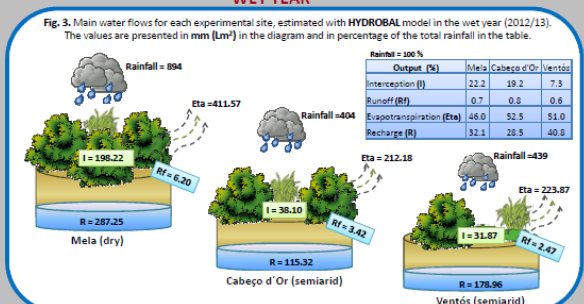 WET YEAR
Fig. 3. Main water flows for each experimental site, estimated with HYDROBAL model in the wet year (2012/13).
The values are presented in mm (Lm²) in the diagram and in percentage of the total rainfall in the table.
Rainfall = 894
Eta =411.57
I = 198.22
Rf = 6.20
R = 287.25
Mela (dry)
Rainfall =404
Eta = 212.18
I = 38.10
Rf = 3.42
R = 115.32
Cabeço d´Or (semiarid)
Rainfall = 100 %
Output (%) Mela Cabeço d'Or Ventós
Interception (I) 22.2 19.2 7.3
Runoff (Rf) 0.7 0.8 0.6
Evapotranspiration (Eta) 46.0 52.5 51.0
Recharge (R) 32.1 28.5 40.8
Rainfall =439
Eta = 223.87
I = 31.87
Rf = 2.47
R = 178.96
Ventós (semiarid)